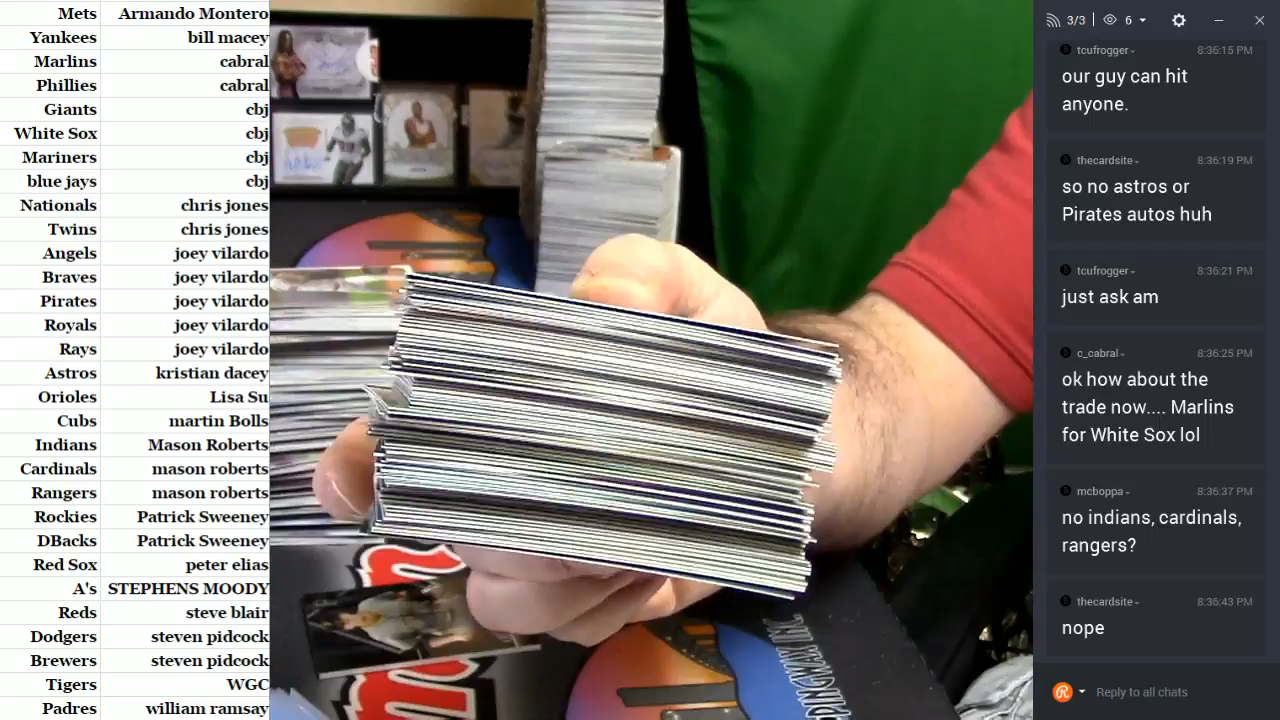 Mets Armando Montero
Yankees bill macey
Marlins cabral
Phillies cabral
Giants cbj
White Sox cbj
Mariners cbj
blue jays cbj
Nationals chris jones
Twins chris jones
Angels joey vilardo
Braves joey vilardo
Pirates joey vilardo
Royals joey vilardo
Rays joey vilardo
Astros kristian dacey
Orioles Lisa Su
Cubs martin Bolls
Indians Mason Roberts
Cardinals mason roberts
Rangers mason roberts
Rockies Patrick Sweeney
DBacks Patrick Sweeney
Red Sox peter elias
A's STEPHENS MOODY
Reds steve blair
Dodgers steven pidcock
Brewers steven pidcock
Tigers WGC
Padres william ramsay
3/3 6
tcufrogger 8:36:15 PM
our guy can hit
anyone.
thecardsite 8:36:19 PM
so no astros or
Pirates autos huh
tcufrogger 8:36:21 PM
just ask am
c_cabral 8:36:25 PM
ok how about the
trade now.... Marlins
for White Sox lol
mcboppa 8:36:37 PM
no indians, cardinals,
rangers?
thecardsite 8:36:43 PM
nope
Reply to all chats